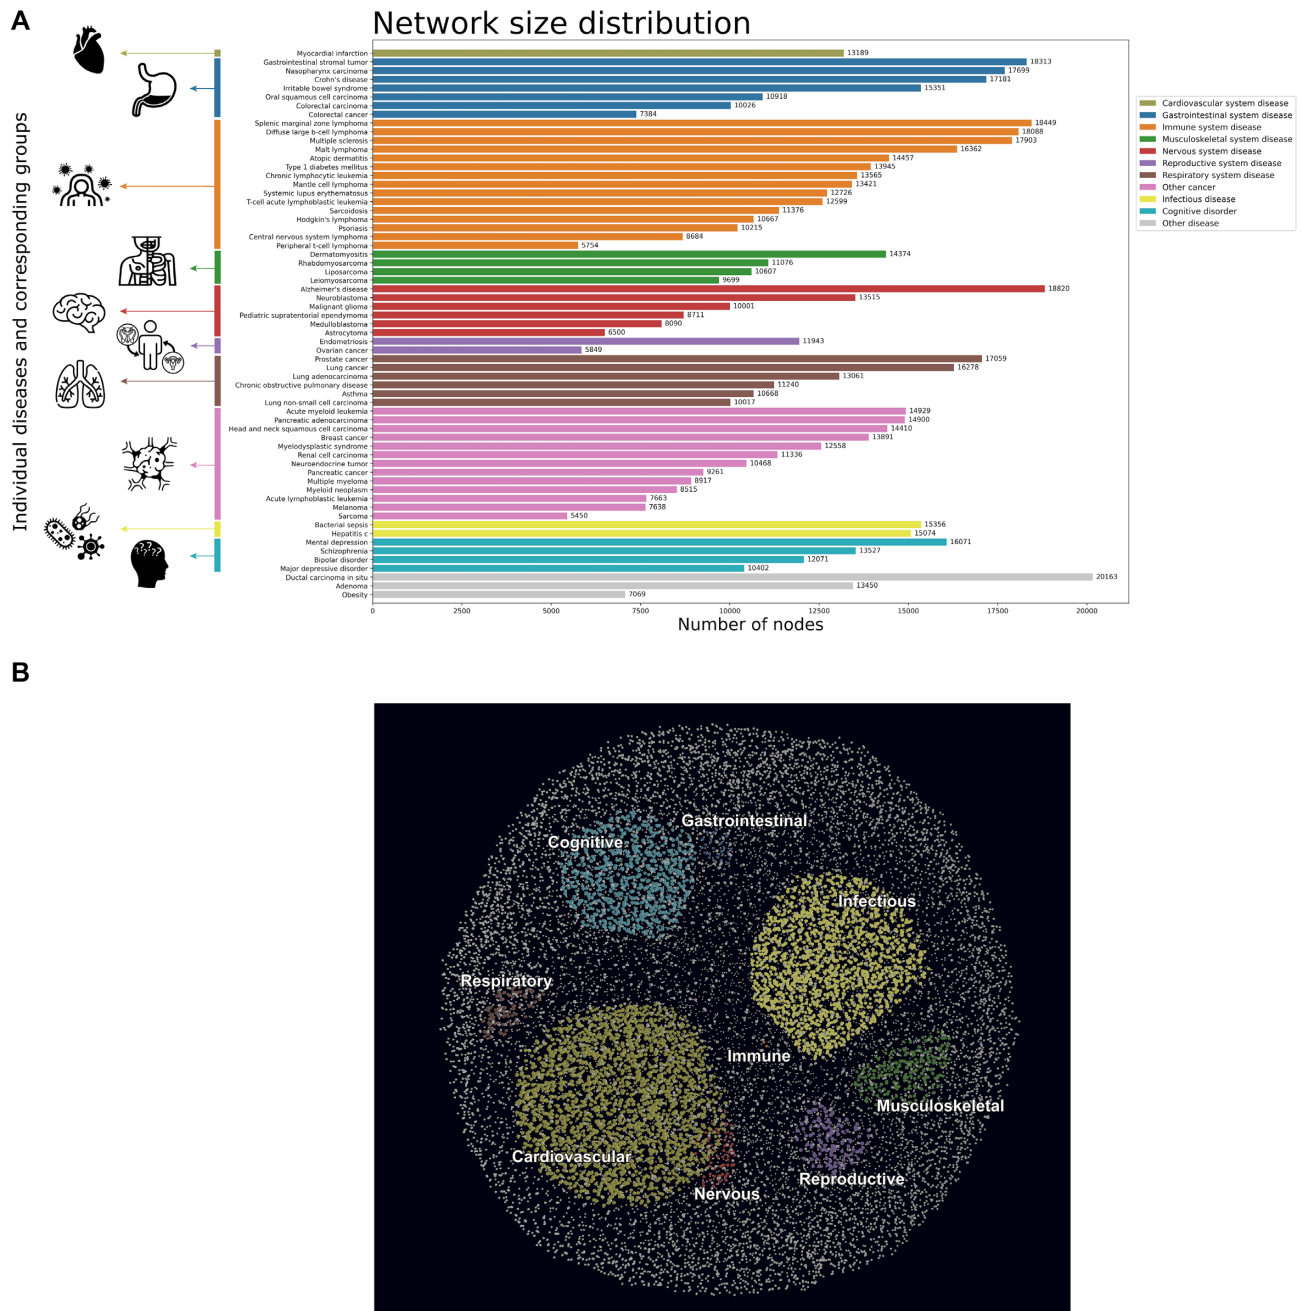 A
Network size distribution
Individual diseases and corresponding groups
Myocardial infarction 13189
Gastrointestinal stromal tumor 18313
Nasopharynx carcinoma 17699
Crohn's disease 17181
Irritable bowel syndrome 15351
Oral squamous cell carcinoma 10918
Colorectal carcinoma 10026
Colorectal cancer 7384
Splenic marginal zone lymphoma 18449
Diffuse large b-cell lymphoma 18088
Multiple sclerosis 17903
Malt lymphoma 16362
Atopic dermatitis 14457
Type 1 diabetes mellitus 13945
Chronic lymphocytic leukemia 13565
Mantle cell lymphoma 13421
Systemic lupus erythematosus 12726
T-cell acute lymphoblastic leukemia 12599
Sarcoidosis 11376
Hodgkin's lymphoma 10667
Psoriasis 10215
Central nervous system lymphoma 8684
Peripheral t-cell lymphoma 5754
Dermatomyositis 14374
Rhabdomyosarcoma 11076
Liposarcoma 10607
Leiomyosarcoma 9699
Alzheimer's disease 18820
Neuroblastoma 13515
Malignant glioma 10001
Pediatric supratentorial ependymoma 8711
Medulloblastoma 8090
Astrocytoma 6500
Endometriosis 11943
Ovarian cancer 5849
Prostate cancer 17059
Lung cancer 16278
Lung adenocarcinoma 13061
Chronic obstructive pulmonary disease 11240
Asthma 10668
Lung non-small cell carcinoma 10017
Acute myeloid leukemia 14929
Pancreatic adenocarcinoma 14900
Head and neck squamous cell carcinoma 14410
Breast cancer 13891
Myelodysplastic syndrome 12558
Renal cell carcinoma 11336
Neuroendocrine tumor 10468
Pancreatic cancer 9261
Multiple myeloma 8917
Myeloid neoplasm 8515
Acute lymphoblastic leukemia 7663
Melanoma 7638
Sarcoma 5450
Bacterial sepsis 15356
Hepatitis c 15074
Mental depression 16071
Schizophrenia 13527
Bipolar disorder 12071
Major depressive disorder 10402
Ductal carcinoma in situ 20163
Adenoma 13450
Obesity 7069
0 2500 5000 7500 10000 12500 15000 17500 20000
Number of nodes
Cardiovascular system disease
Gastrointestinal system disease
Immune system disease
Musculoskeletal system disease
Nervous system disease
Reproductive system disease
Respiratory system disease
Other cancer
Infectious disease
Cognitive disorder
Other disease
????
??
B
Gastrointestinal
Cognitive
Infectious
Respiratory
Immune
Musculoskeletal
Cardiovascular
Reproductive
Nervous